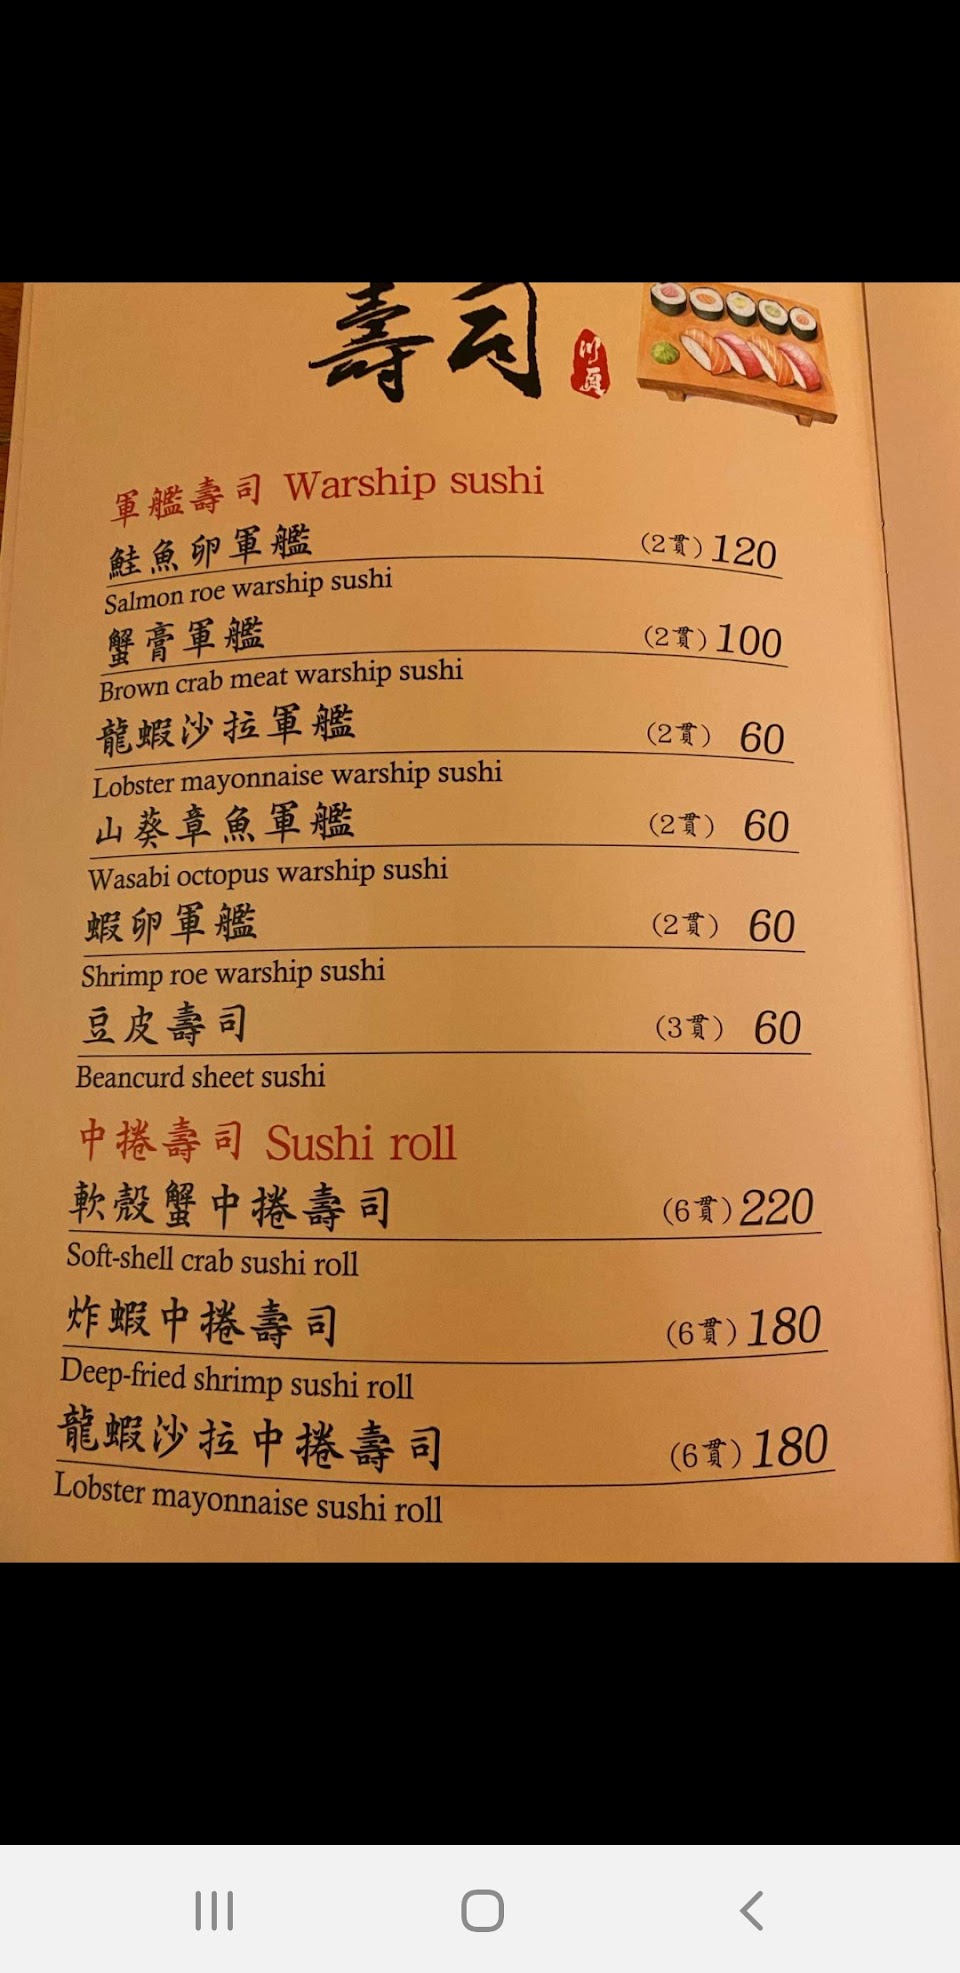 壽司
軍艦壽司 Warship sushi
鮭魚卵軍艦 (2貫) 120
Salmon roe warship sushi
蟹膏軍艦 (2貫) 100
Brown crab meat warship sushi
龍蝦沙拉軍艦 (2貫) 60
Lobster mayonnaise warship sushi
山葵章魚軍艦 (2貫) 60
Wasabi octopus warship sushi
蝦卵軍艦 (2貫) 60
Shrimp roe warship sushi
豆皮壽司 (3貫) 60
Beancurd sheet sushi
中捲壽司 Sushi roll
軟殼蟹中捲壽司 (6貫) 220
Soft-shell crab sushi roll
炸蝦中捲壽司 (6貫) 180
Deep-fried shrimp sushi roll
龍蝦沙拉中捲壽司 (6貫) 180
Lobster mayonnaise sushi roll